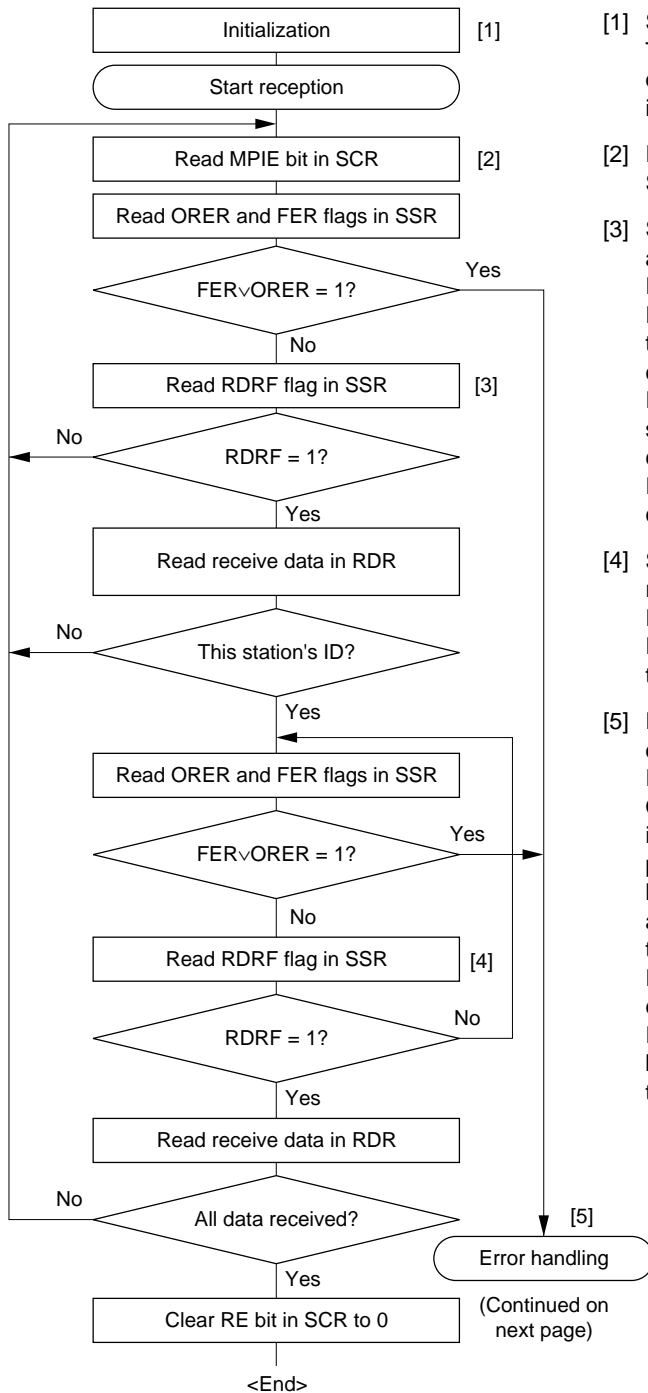 Initialization [1]
Start reception
Read MPIE bit in SCR [2]
Read ORER and FER flags in SSR
FER∨ORER = 1?
Yes
No
Read RDRF flag in SSR [3]
No
RDRF = 1?
Yes
Read receive data in RDR
No
This station's ID?
Yes
Read ORER and FER flags in SSR
FER∨ORER = 1?
Yes
No
Read RDRF flag in SSR [4]
RDRF = 1?
No
Yes
Read receive data in RDR
No
All data received?
Yes
Clear RE bit in SCR to 0
<End>
[5]
Error handling
(Continued on
next page)
[1]
[2]
[3]
[4]
[5]